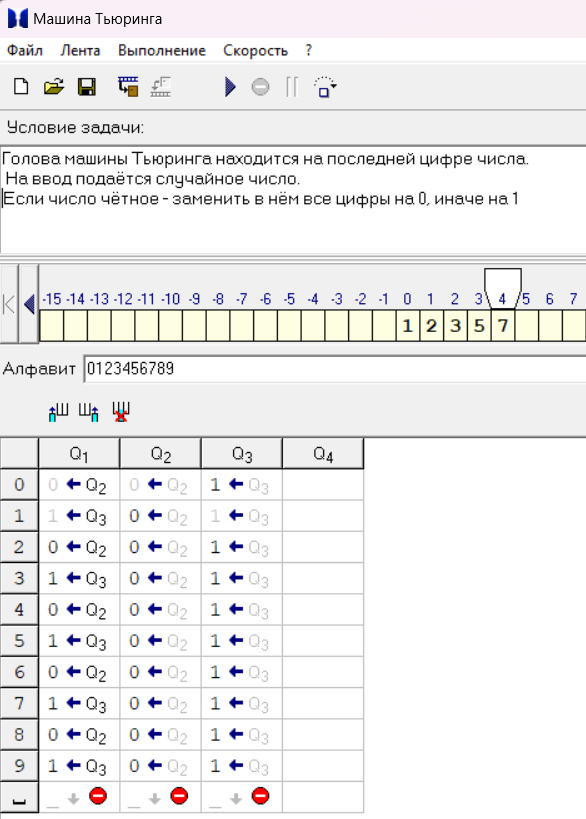 Машина Тьюринга
Файл Лента Выполнение Скорость ?
Условие задачи:
Голова машины Тьюринга находится на последней цифре числа.
На ввод подаётся случайное число.
Если число чётное - заменить в нём все цифры на 0, иначе на 1
-15 -14 -13 -12 -11 -10 -9 -8 -7 -6 -5 -4 -3 -2 -1 0 1 2 3 4 5 6 7
1 2 3 5 7
Алфавит 0123456789
Q1 Q2 Q3 Q4
0 0 ← Q2 0 ← Q2 1 ← Q3
1 1 ← Q3 0 ← Q2 1 ← Q3
2 0 ← Q2 0 ← Q2 1 ← Q3
3 1 ← Q3 0 ← Q2 1 ← Q3
4 0 ← Q2 0 ← Q2 1 ← Q3
5 1 ← Q3 0 ← Q2 1 ← Q3
6 0 ← Q2 0 ← Q2 1 ← Q3
7 1 ← Q3 0 ← Q2 1 ← Q3
8 0 ← Q2 0 ← Q2 1 ← Q3
9 1 ← Q3 0 ← Q2 1 ← Q3
␣ _ ↓ _ ↓ _ ↓